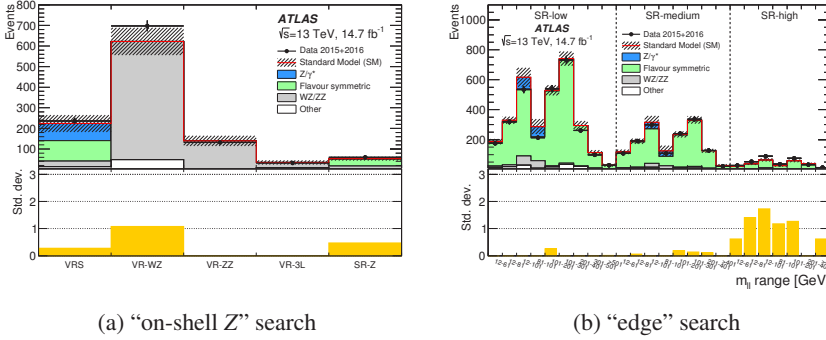 Events
800
700
600
500
400
300
200
100
ATLAS
√s=13 TeV, 14.7 fb⁻¹
Data 2015+2016
Standard Model (SM)
Z/γ*
Flavour symmetric
WZ/ZZ
Other
Std. dev.
3
2
1
0
VRS
VR-WZ
VR-ZZ
VR-3L
SR-Z
(a) “on-shell Z” search
Events
1000
800
600
400
200
SR-low
SR-medium
SR-high
ATLAS
√s=13 TeV, 14.7 fb⁻¹
Data 2015+2016
Standard Model (SM)
Z/γ*
Flavour symmetric
WZ/ZZ
Other
Std. dev.
3
2
1
0
mll range [GeV
(b) “edge” search